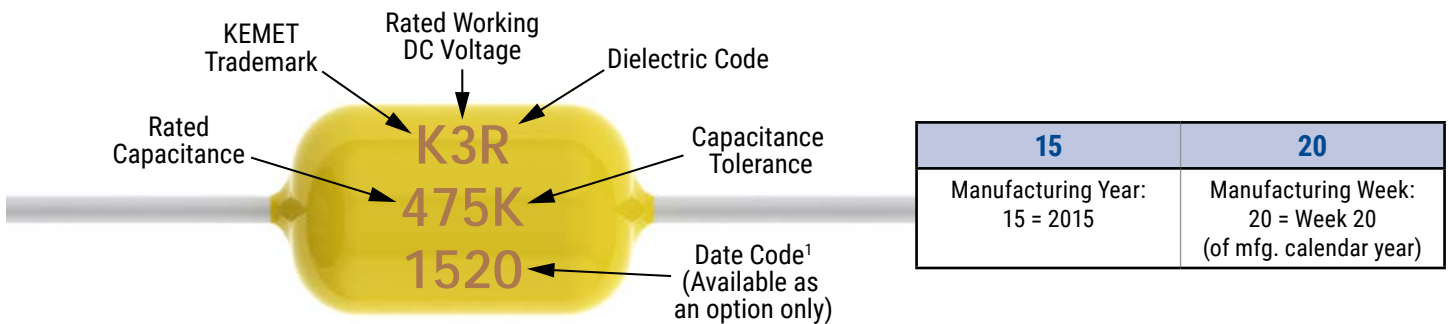 KEMET
Trademark
Rated Working
DC Voltage
Dielectric Code
Rated
Capacitance
K3R
475K
1520
Capacitance
Tolerance
Date Code¹
(Available as
an option only)
15
20
Manufacturing Year:
15 = 2015
Manufacturing Week:
20 = Week 20
(of mfg. calendar year)